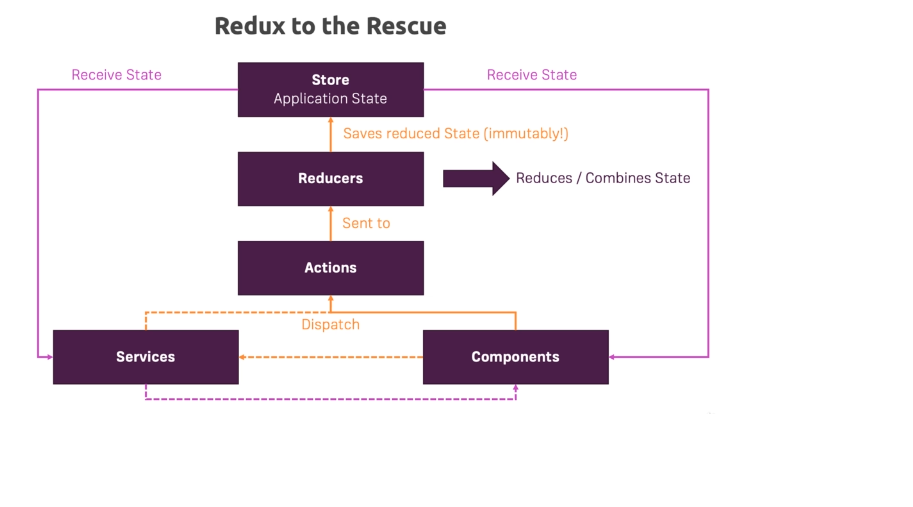 Redux to the Rescue
Receive State
Store
Application State
Receive State
Saves reduced State (immutably!)
Reducers
Reduces / Combines State
Sent to
Actions
Dispatch
Services
Components